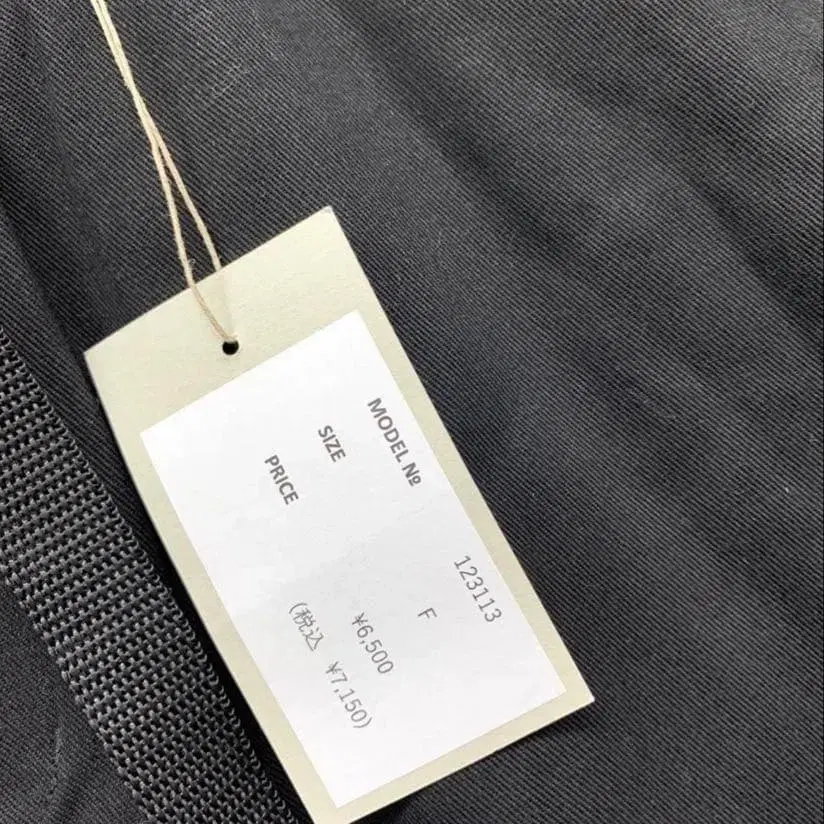 MODEL № 123113
SIZE F
PRICE ¥6,500
(税込 ¥7,150)